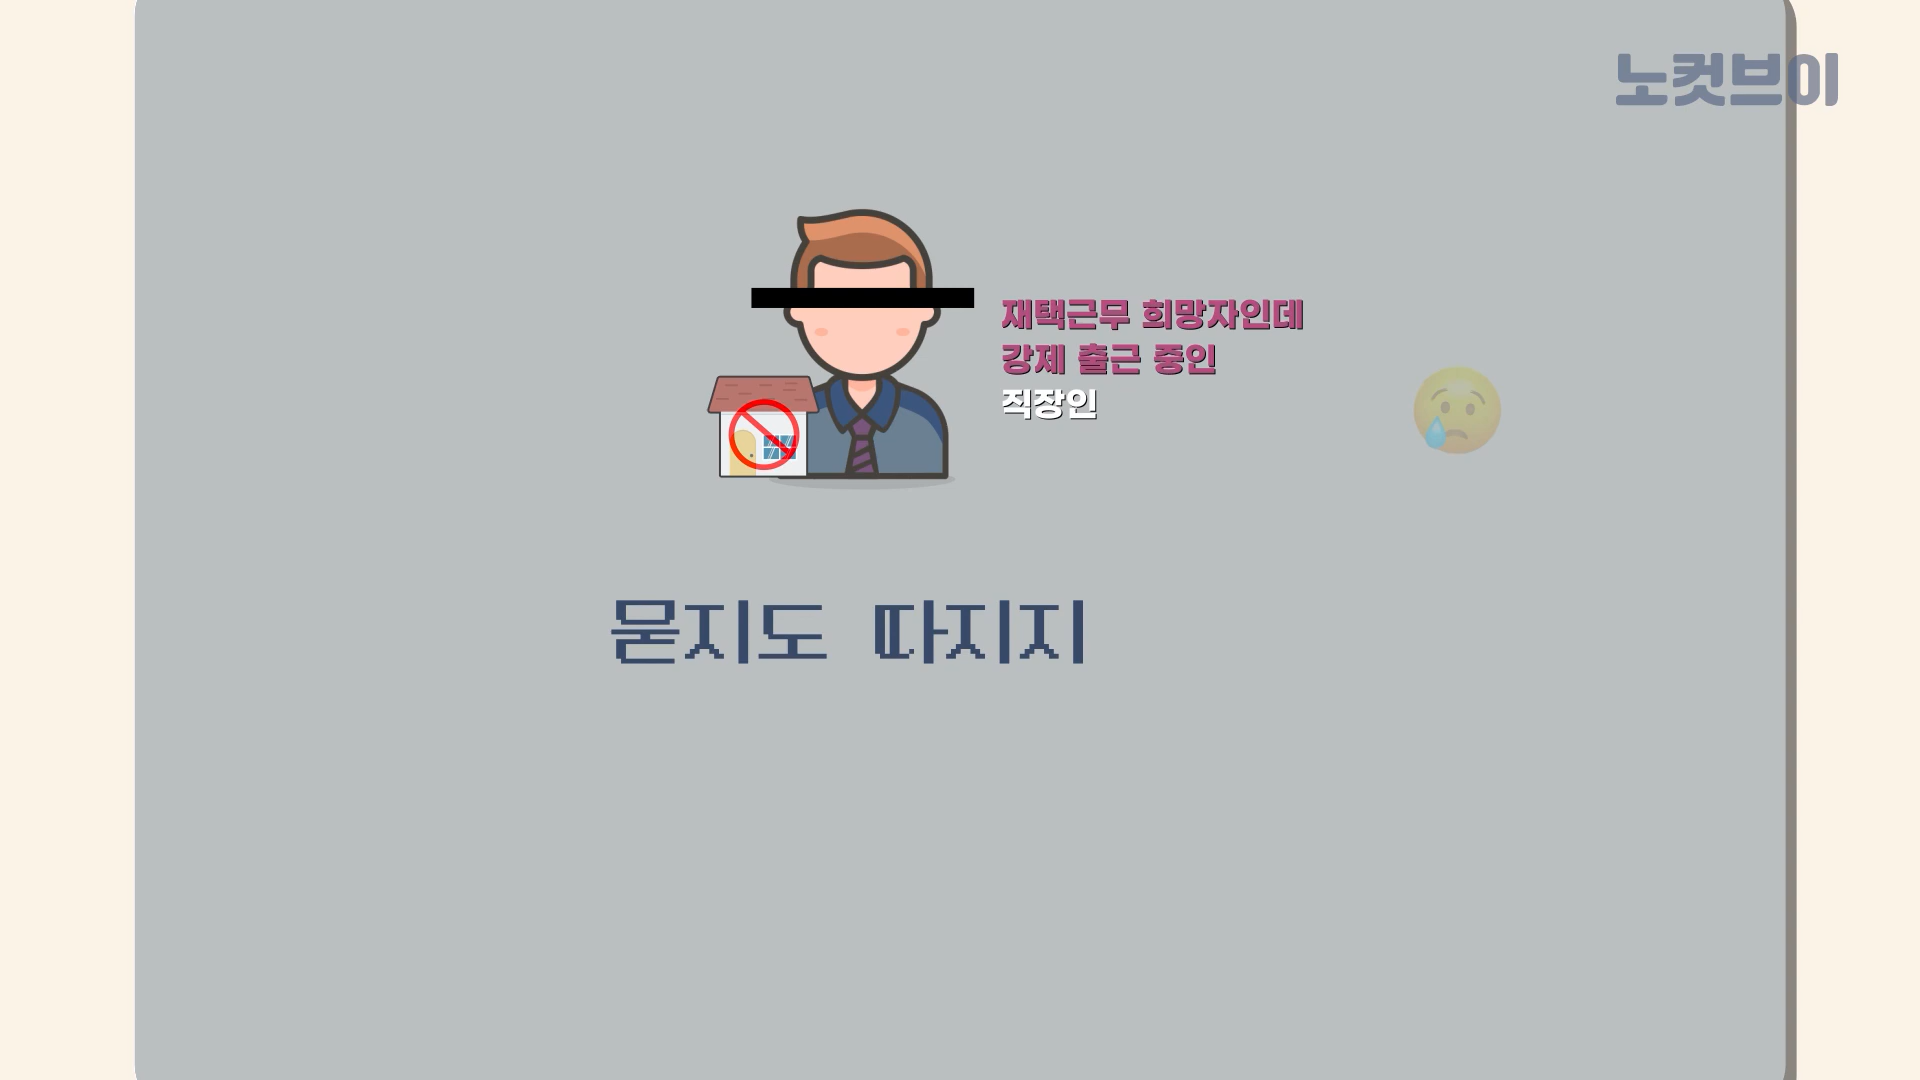 노컷브이
재택근무 희망자인데
강제 출근 중인
직장인
묻지도 따지지